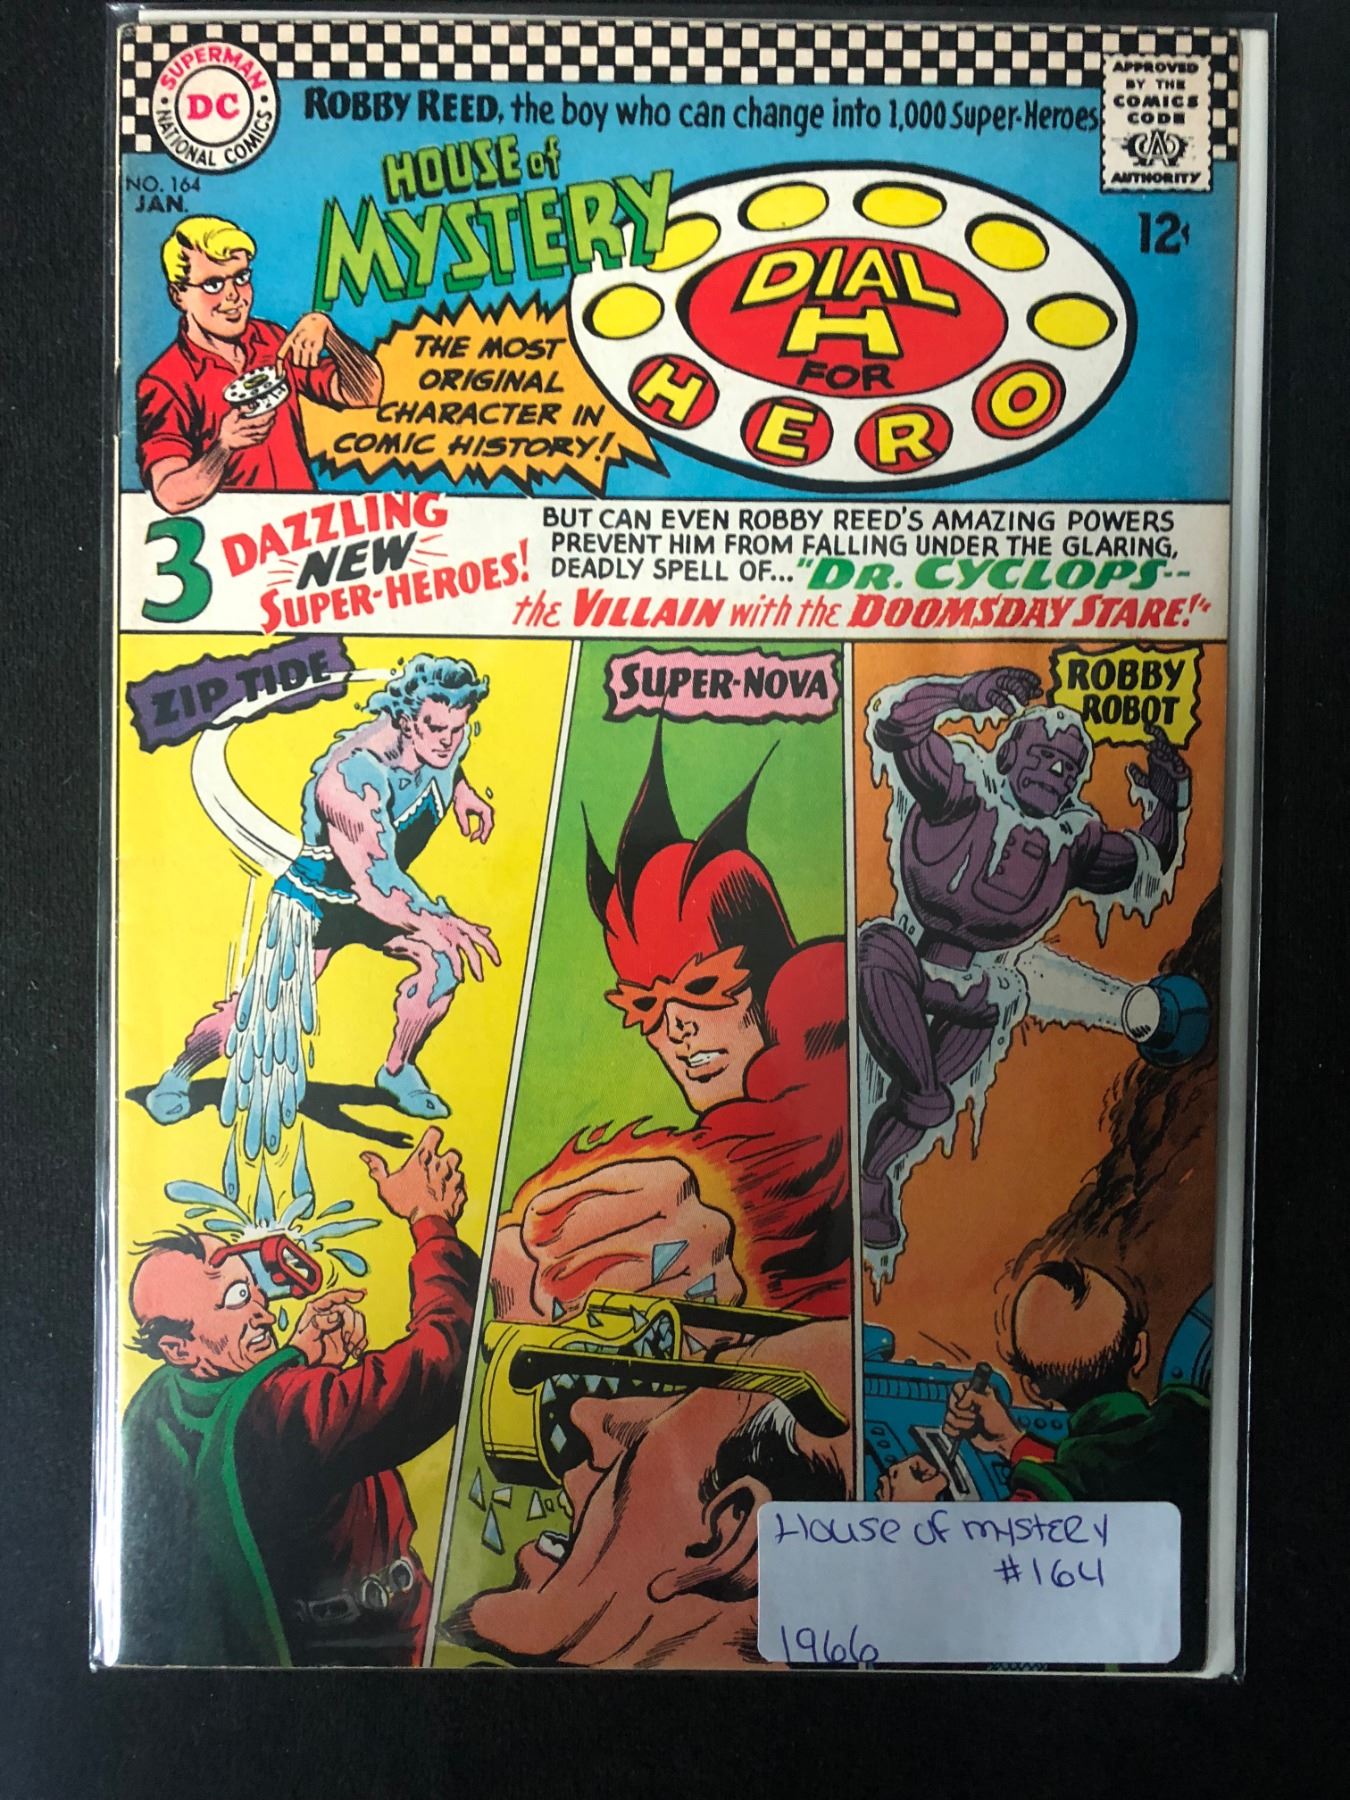 SUPERMAN
DC
NATIONAL COMICS
ROBBY REED, the boy who can change into 1,000 Super-Heroes
APPROVED
BY THE
COMICS
CODE
CA
AUTHORITY
NO. 164
JAN.
HOUSE of
MYSTERY
12¢
DIAL
H
FOR
HERO
THE MOST
ORIGINAL
CHARACTER IN
COMIC HISTORY!
3 DAZZLING
NEW
SUPER-HEROES!
BUT CAN EVEN ROBBY REED'S AMAZING POWERS
PREVENT HIM FROM FALLING UNDER THE GLARING,
DEADLY SPELL OF... "DR. CYCLOPS--
the VILLAIN with the DOOMSDAY STARE!"
ZIP TIDE
SUPER-NOVA
ROBBY
ROBOT
House of mystery
#164
1966